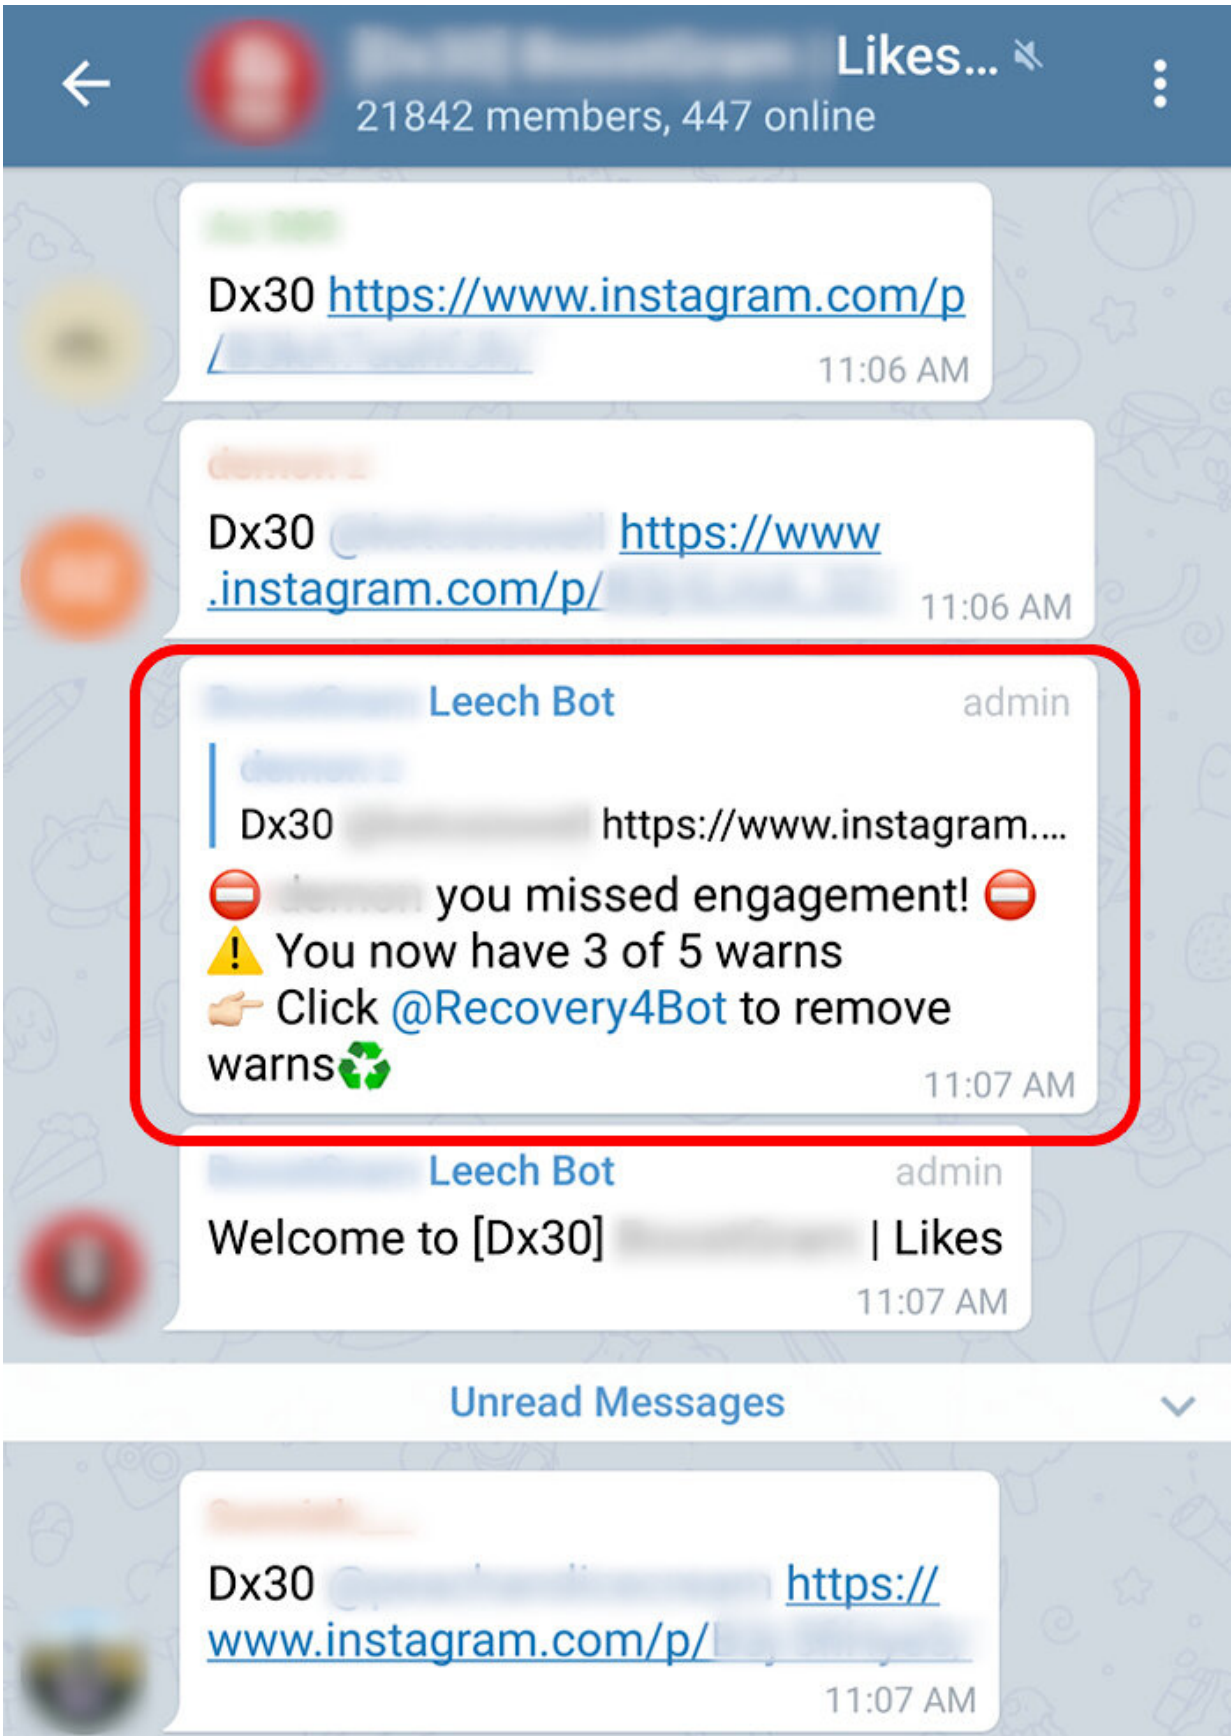 Likes...
21842 members, 447 online
Dx30 https://www.instagram.com/p
/
11:06 AM
Dx30 https://www
.instagram.com/p/
11:06 AM
Leech Bot admin
Dx30 https://www.instagram....
you missed engagement!
You now have 3 of 5 warns
Click @Recovery4Bot to remove
warns
11:07 AM
Leech Bot admin
Welcome to [Dx30] | Likes
11:07 AM
Unread Messages
Dx30 https://
www.instagram.com/p/
11:07 AM